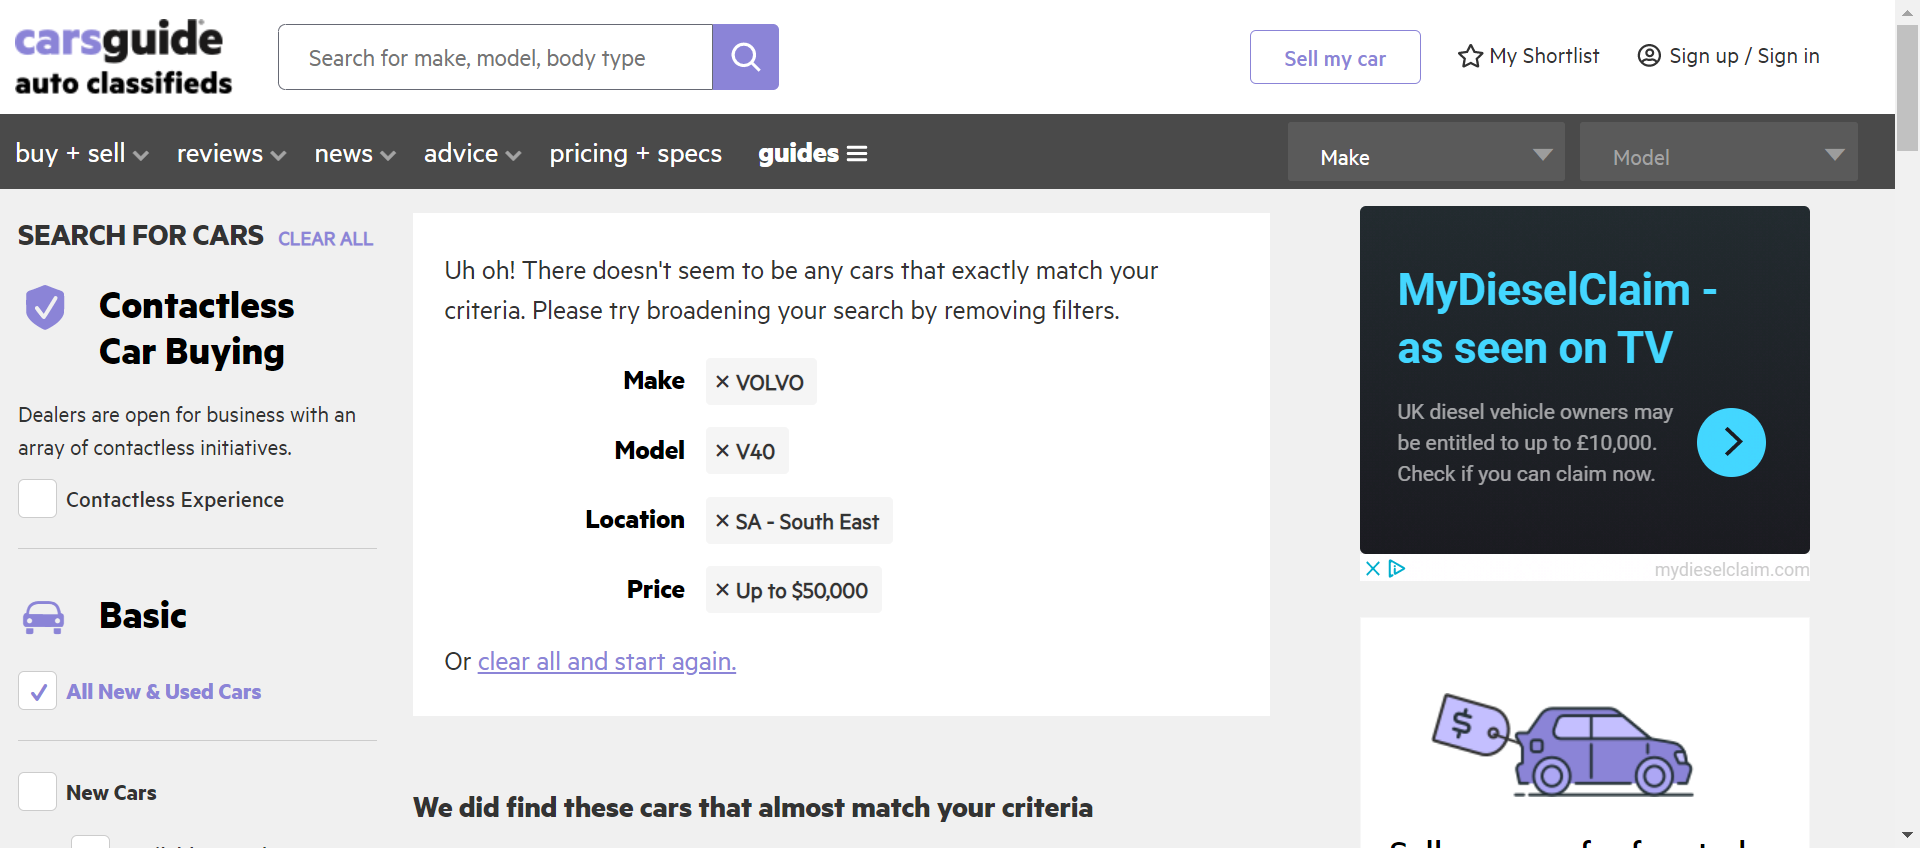 carsguide
auto classifieds
Search for make, model, body type
Sell my car
My Shortlist
Sign up / Sign in
buy + sell
reviews
news
advice
pricing + specs
guides
Make
Model
SEARCH FOR CARS CLEAR ALL
Contactless
Car Buying
Dealers are open for business with an
array of contactless initiatives.
Contactless Experience
Basic
All New & Used Cars
New Cars
Uh oh! There doesn't seem to be any cars that exactly match your
criteria. Please try broadening your search by removing filters.
Make × VOLVO
Model × V40
Location × SA - South East
Price × Up to $50,000
Or clear all and start again.
We did find these cars that almost match your criteria
MyDieselClaim -
as seen on TV
UK diesel vehicle owners may
be entitled to up to £10,000.
Check if you can claim now.
mydieselclaim.com
$